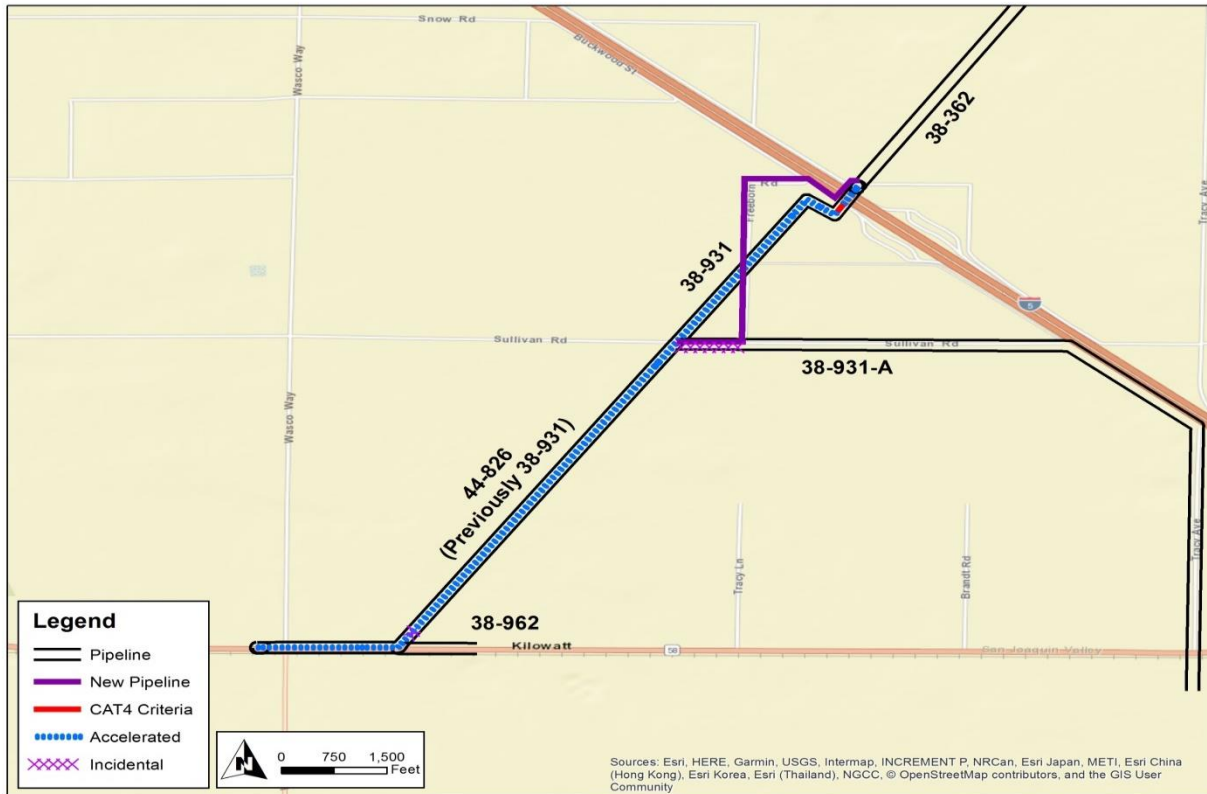 Snow Rd
Wasco Way
Buckwood St
38-362
Freeborn
Rd
Tracy Ave
38-931
5
Sullivan Rd
Sullivan Rd
38-931-A
Wasco Way
44-826
(Previously 38-931)
Tracy Ln
Brandt Rd
Tracy Ave
38-962
Kilowatt
58
San Joaquin Valley
Legend
Pipeline
New Pipeline
CAT4 Criteria
Accelerated
Incidental
N
0 750 1,500
Feet
Sources: Esri, HERE, Garmin, USGS, Intermap, INCREMENT P, NRCan, Esri Japan, METI, Esri China
(Hong Kong), Esri Korea, Esri (Thailand), NGCC, © OpenStreetMap contributors, and the GIS User
Community